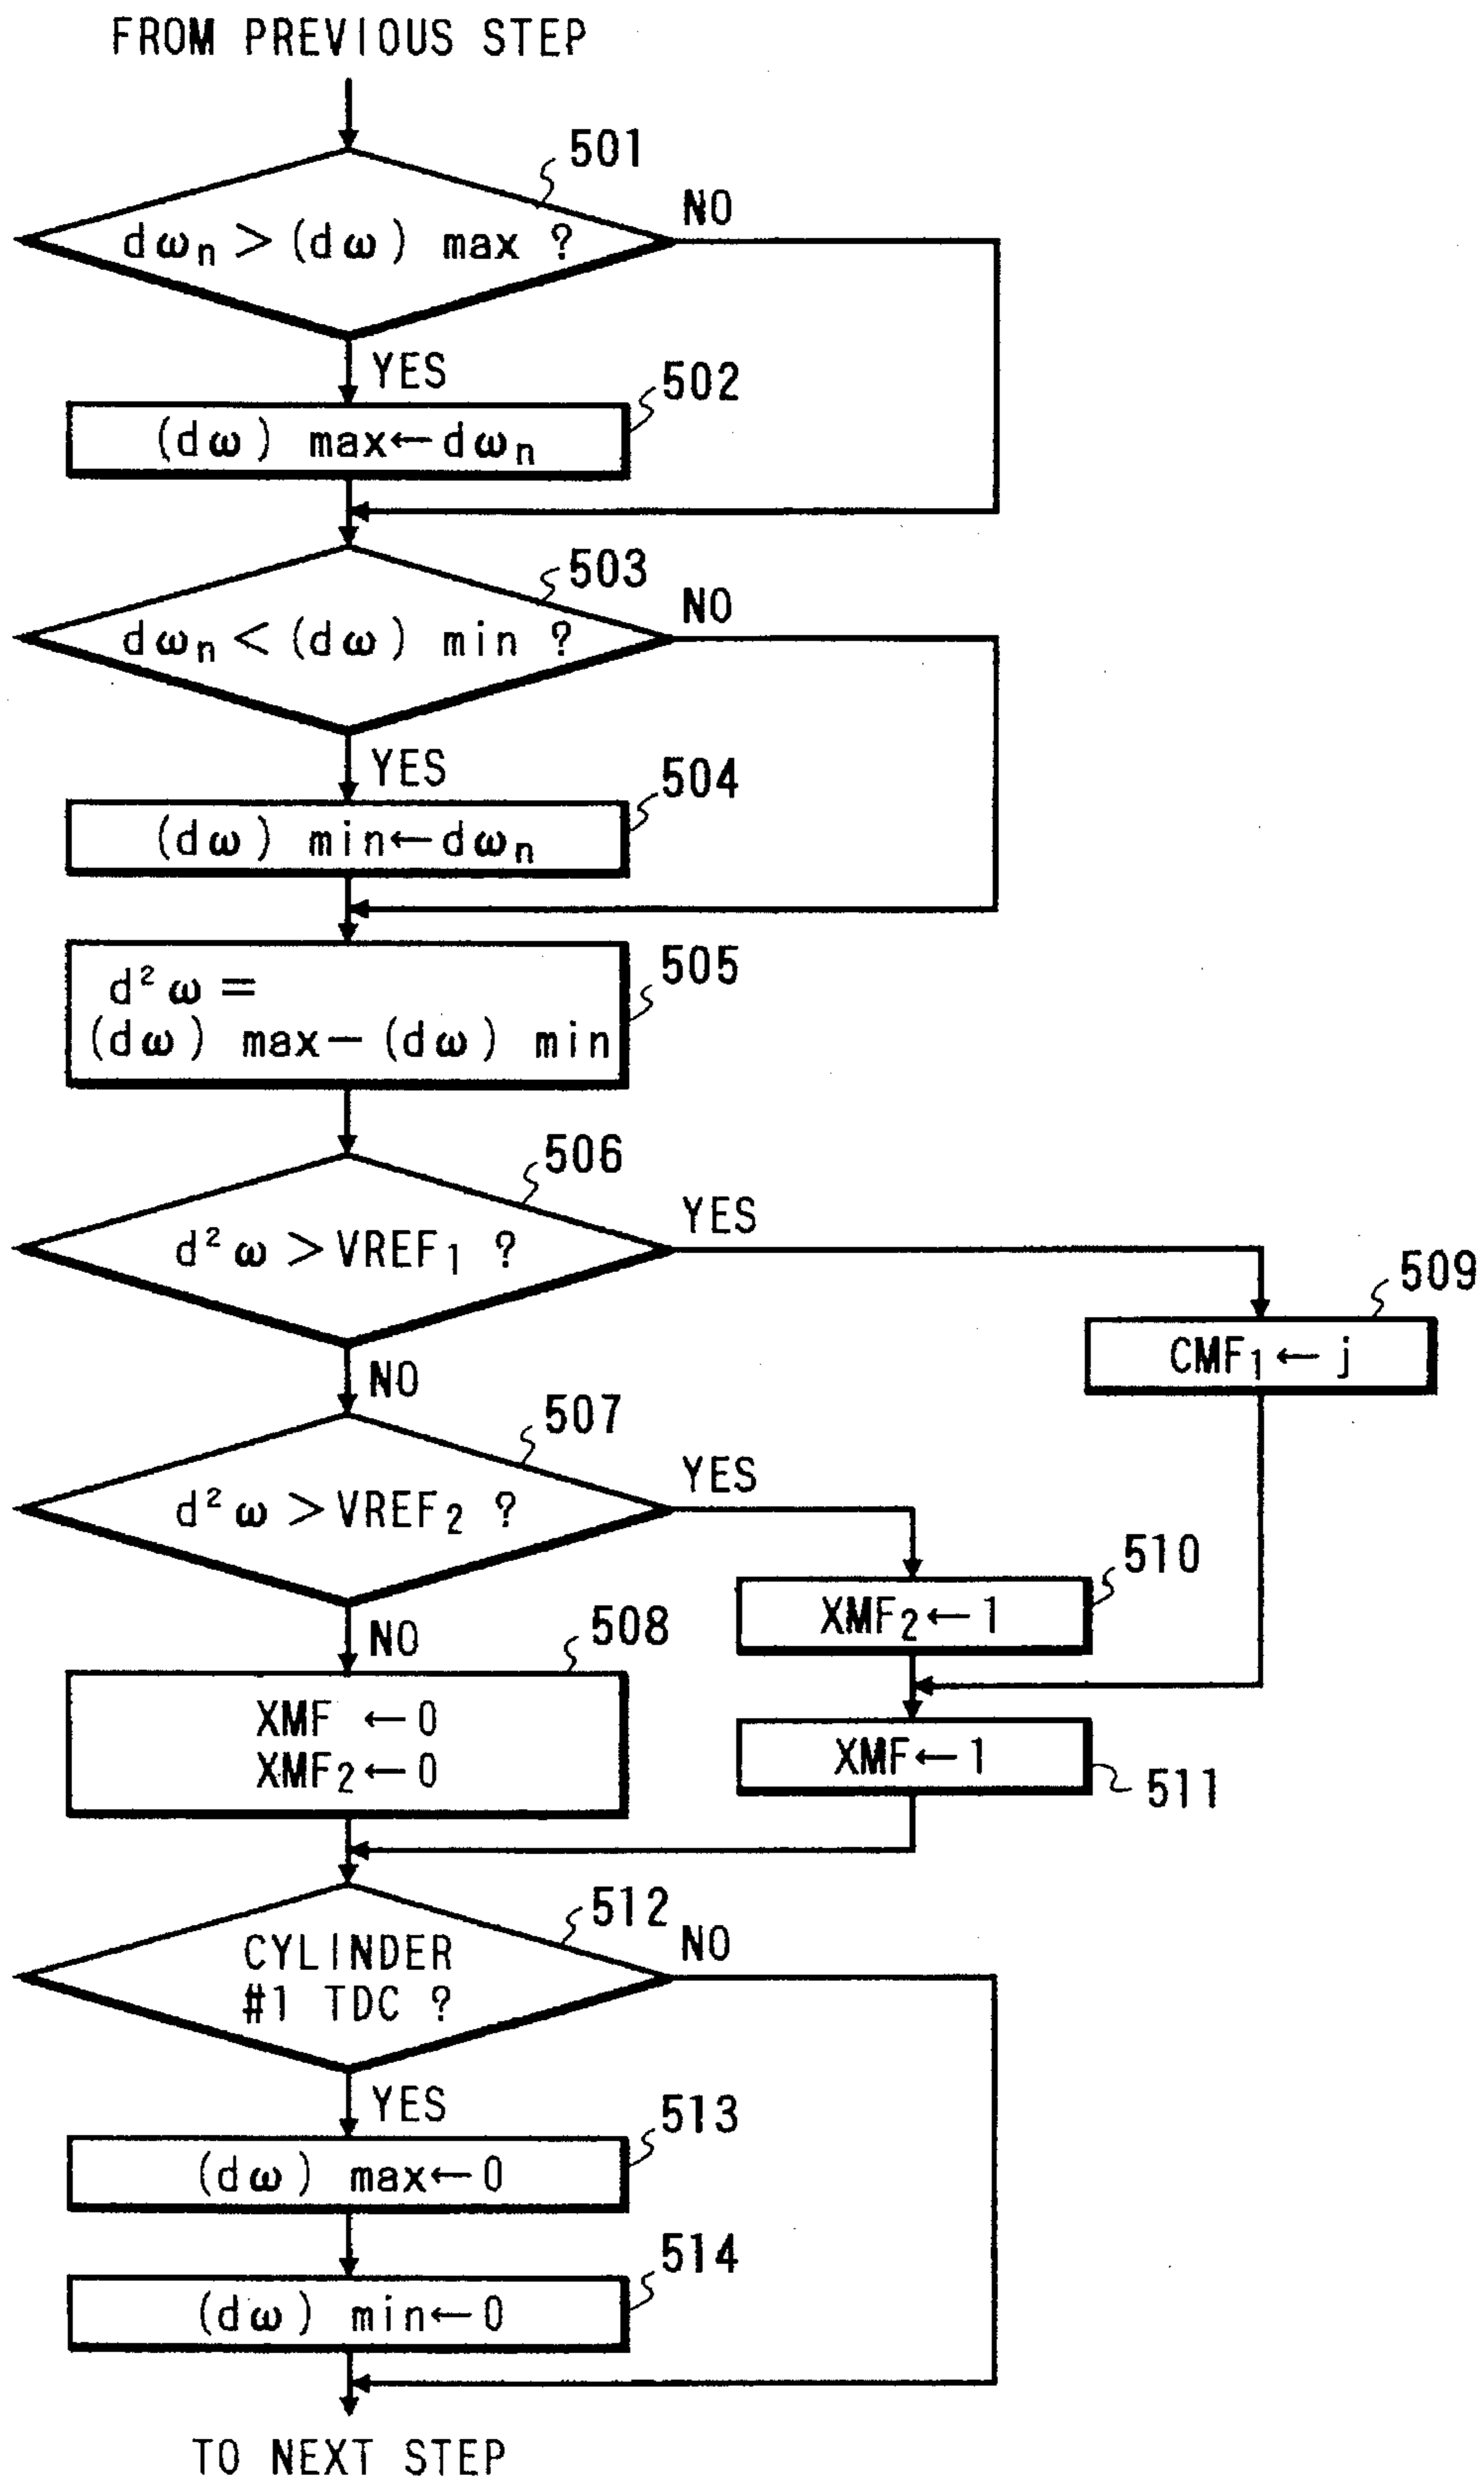 FROM PREVIOUS STEP
501
dωn > (dω) max ?
NO
YES
502
(dω) max←dωn
503
dωn < (dω) min ?
NO
YES
504
(dω) min←dωn
505
d²ω =
(dω) max − (dω) min
506
d²ω > VREF1 ?
YES
NO
509
CMF1 ← j
507
d²ω > VREF2 ?
YES
NO
510
XMF2 ← 1
508
XMF ← 0
XMF2 ← 0
XMF ← 1
511
512
CYLINDER
#1 TDC ?
NO
YES
513
(dω) max←0
514
(dω) min←0
TO NEXT STEP